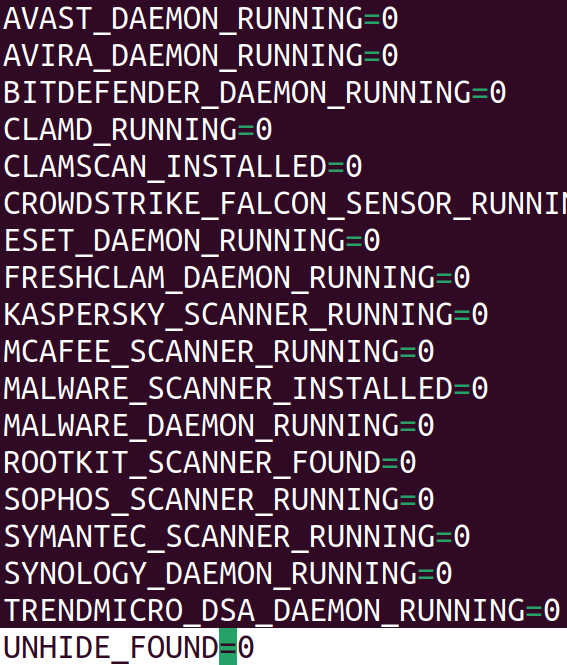 AVAST_DAEMON_RUNNING=0
AVIRA_DAEMON_RUNNING=0
BITDEFENDER_DAEMON_RUNNING=0
CLAMD_RUNNING=0
CLAMSCAN_INSTALLED=0
CROWDSTRIKE_FALCON_SENSOR_RUNNIN
ESET_DAEMON_RUNNING=0
FRESHCLAM_DAEMON_RUNNING=0
KASPERSKY_SCANNER_RUNNING=0
MCAFEE_SCANNER_RUNNING=0
MALWARE_SCANNER_INSTALLED=0
MALWARE_DAEMON_RUNNING=0
ROOTKIT_SCANNER_FOUND=0
SOPHOS_SCANNER_RUNNING=0
SYMANTEC_SCANNER_RUNNING=0
SYNOLOGY_DAEMON_RUNNING=0
TRENDMICRO_DSA_DAEMON_RUNNING=0
UNHIDE_FOUND=0